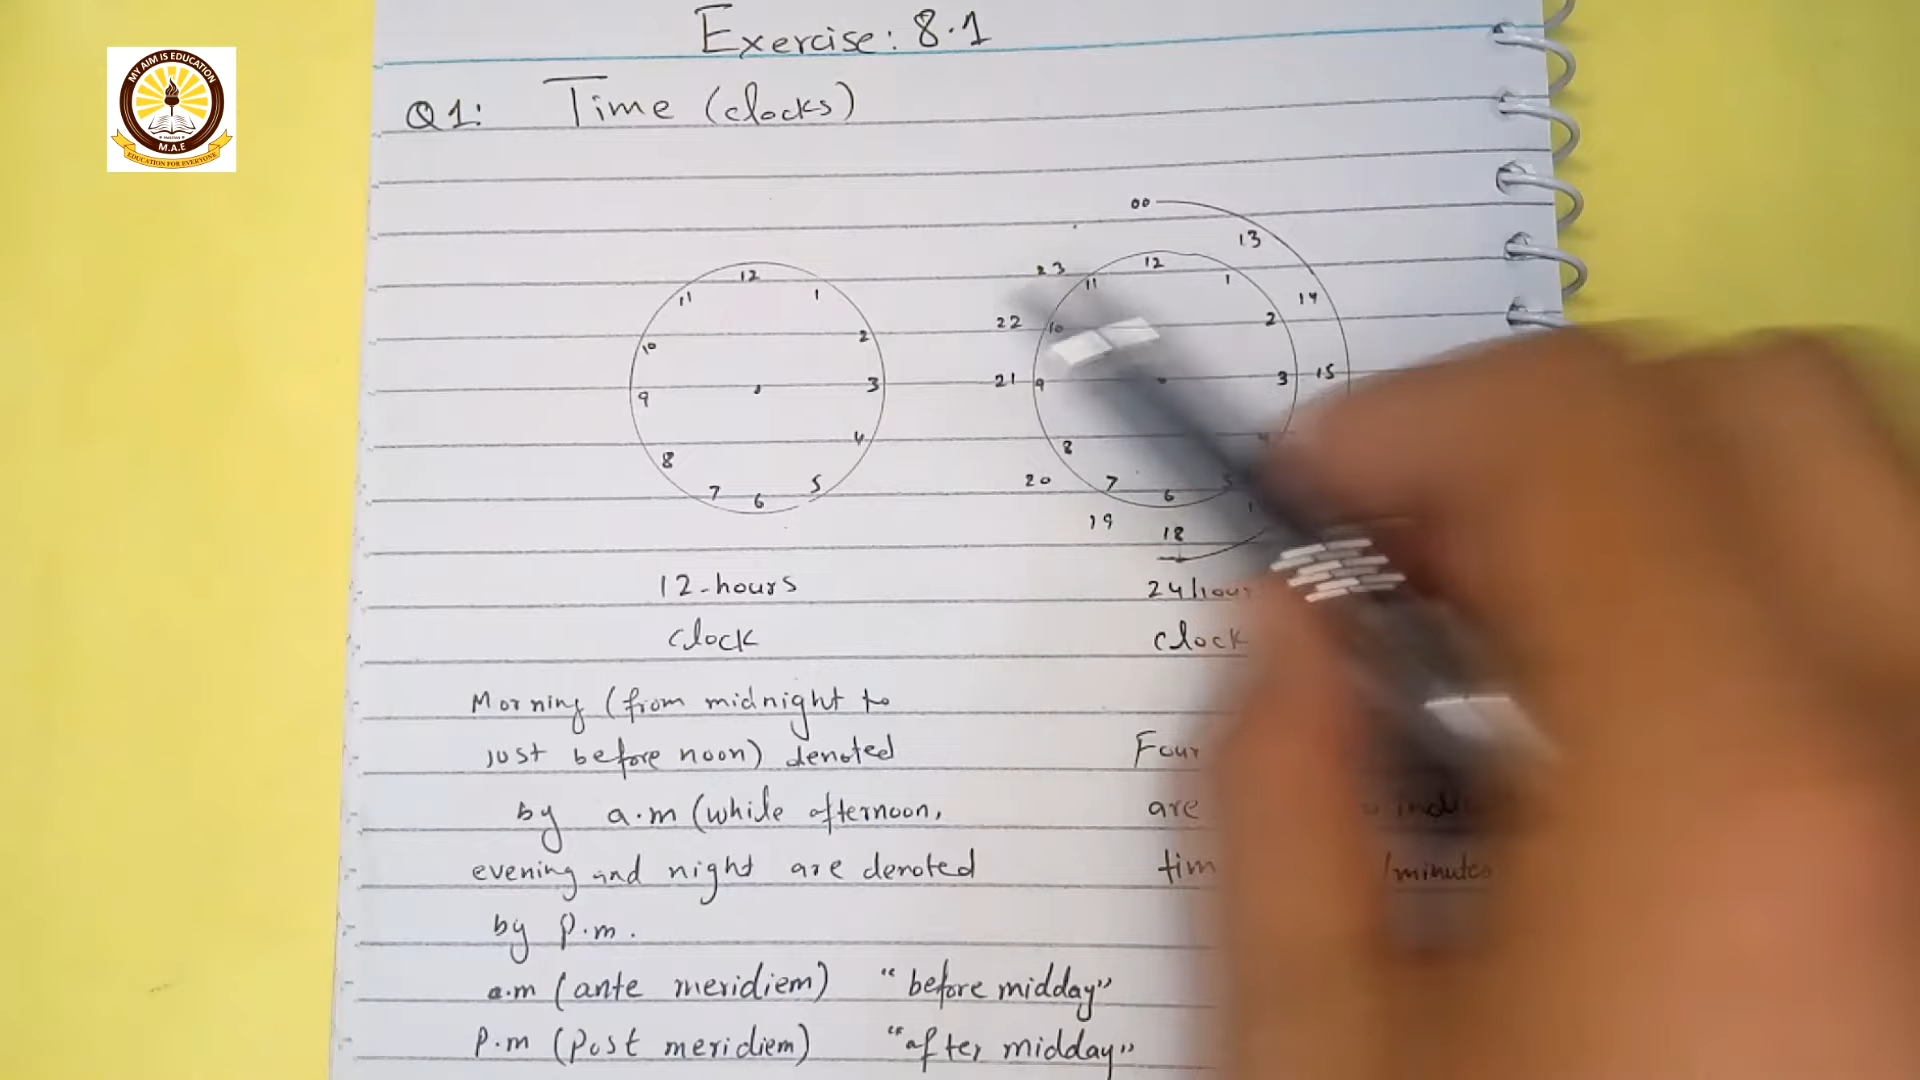 MY AIM IS EDUCATION
M.A.E
EDUCATION FOR EVERYONE
Exercise: 8.1
Q1: Time (clocks)
00
13
23
12
12
11
1
11
1
14
22
10
2
2
10
21
9
3
15
9
3
8
4
8
4
20
7
6
5
7
6
5
19
18
12-hours
24
clock
clock
Morning (from midnight to
just before noon) denoted
Four
by a.m (while afternoon,
are
evening and night are denoted
/minutes
by P.m.
a.m (ante meridiem) "before midday"
P.m (Post meridiem) "after midday"